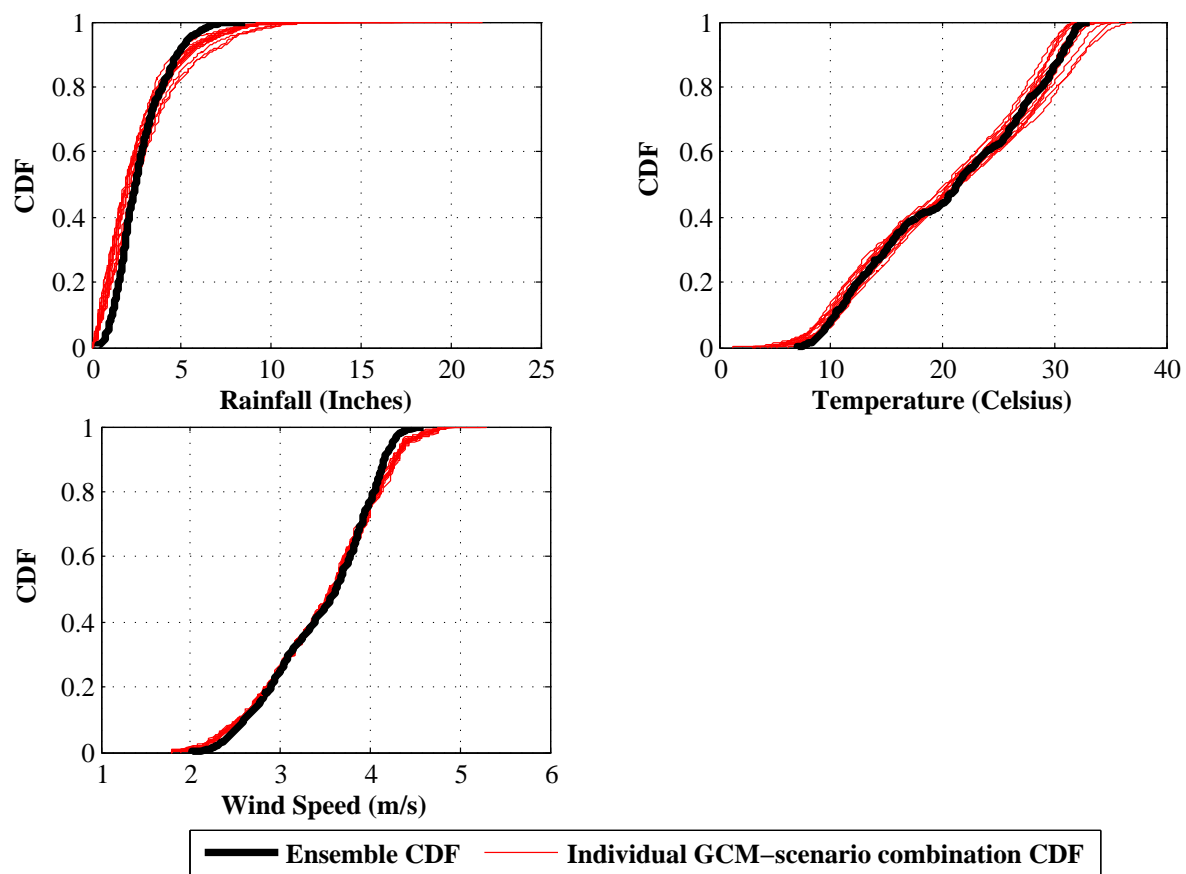 1
0.8
0.6
0.4
0.2
0
CDF
0 5 10 15 20 25
Rainfall (Inches)
1
0.8
0.6
0.4
0.2
0
CDF
0 10 20 30 40
Temperature (Celsius)
1
0.8
0.6
0.4
0.2
0
CDF
1 2 3 4 5 6
Wind Speed (m/s)
Ensemble CDF Individual GCM−scenario combination CDF